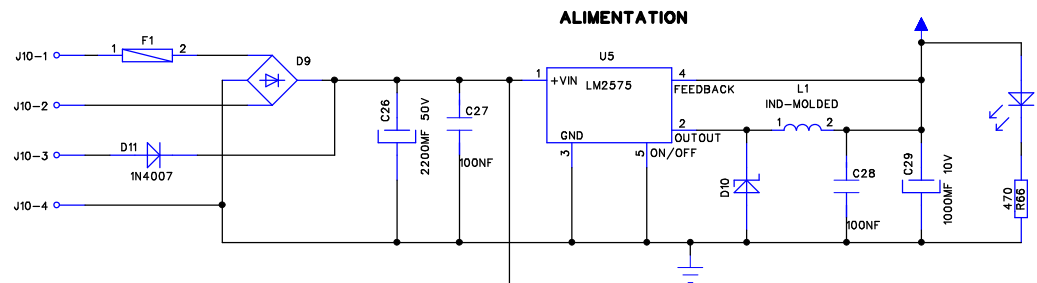 ALIMENTATION
J10-1
1 F1 2
D9
J10-2
J10-3
D11
1N4007
J10-4
C26
2200MF 50V
C27
100NF
U5
LM2575
1 +VIN
4
FEEDBACK
2
OUTOUT
GND
3
5
ON/OFF
L1
IND-MOLDED
1 2
D10
C28
100NF
C29
1000MF 10V
470
R66